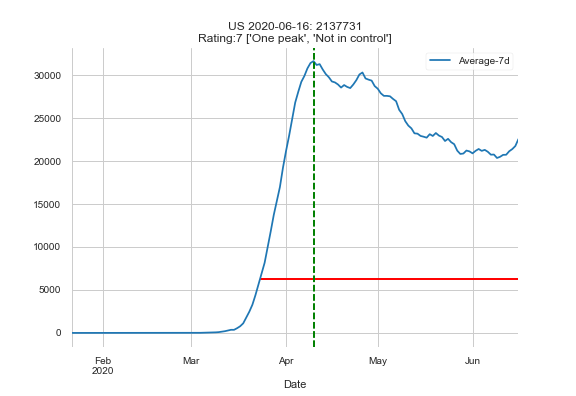 US 2020-06-16: 2137731
Rating:7 ['One peak', 'Not in control']
Average-7d
30000
25000
20000
15000
10000
5000
0
Feb
2020
Mar
Apr
May
Jun
Date